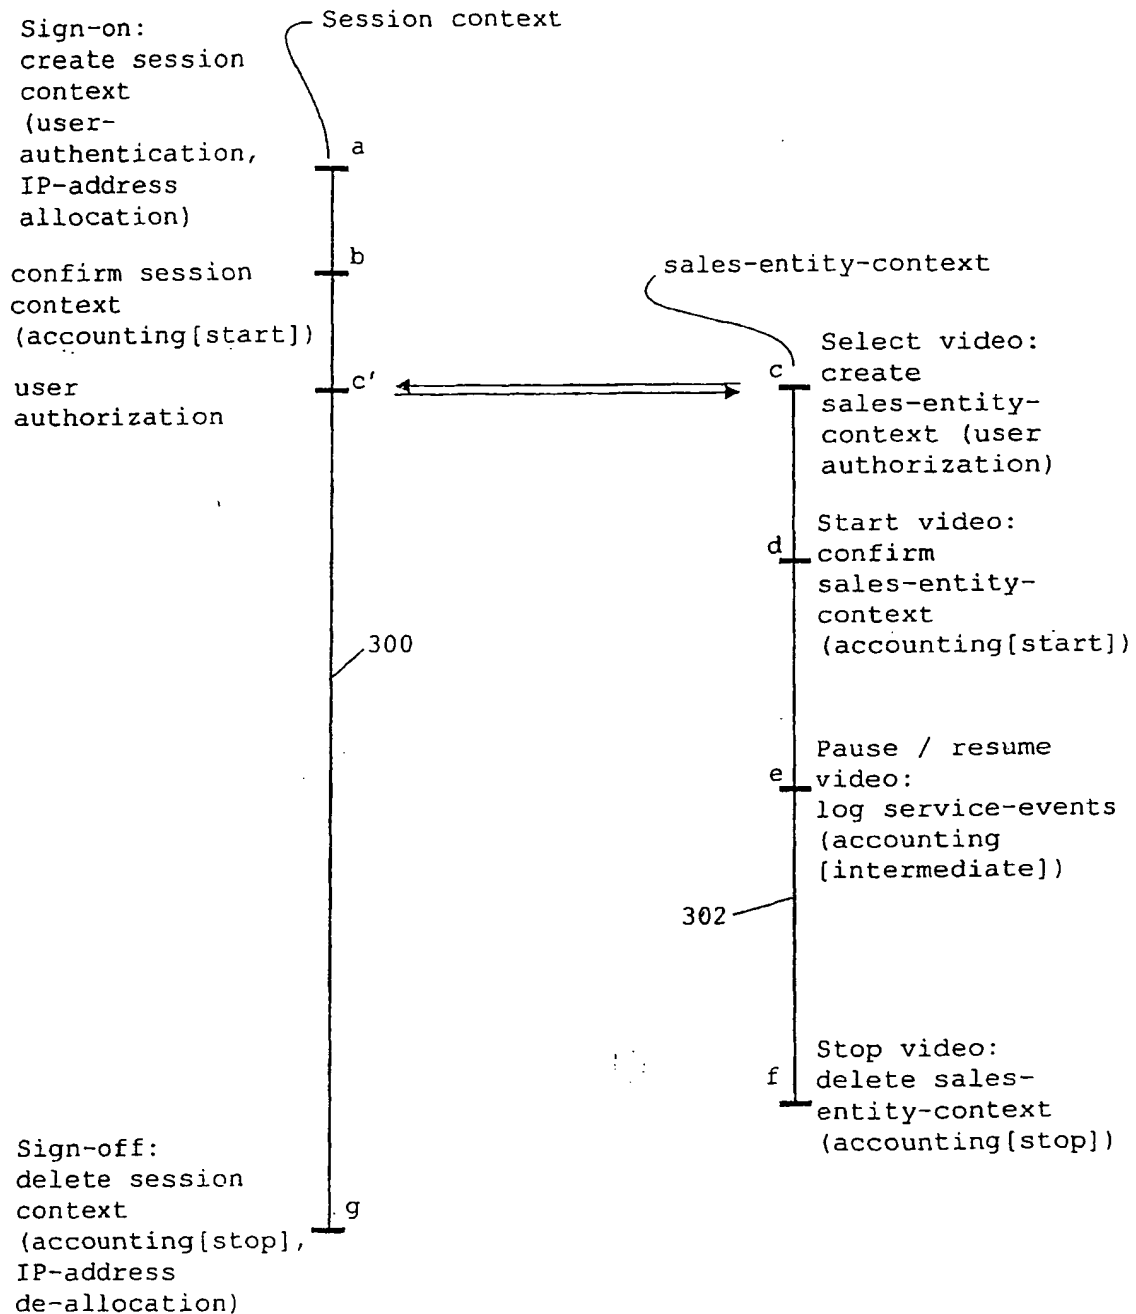 Sign-on:
create session
context
(user-
authentication,
IP-address
allocation)
Session context
a
b
confirm session
context
(accounting[start])
user
authorization
c'
sales-entity-context
c
Select video:
create
sales-entity-
context (user
authorization)
d
Start video:
confirm
sales-entity-
context
(accounting[start])
300
e
Pause / resume
video:
log service-events
(accounting
[intermediate])
302
f
Stop video:
delete sales-
entity-context
(accounting[stop])
Sign-off:
delete session
context
(accounting[stop],
IP-address
de-allocation)
g